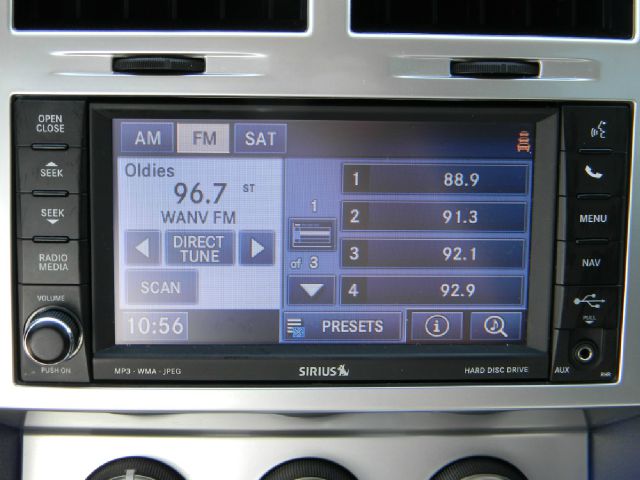 OPEN
CLOSE
SEEK
SEEK
RADIO
MEDIA
VOLUME
PUSH ON
AM
FM
SAT
Oldies
96.7 ST
WANV FM
DIRECT
TUNE
SCAN
10:56
1
of 3
1 88.9
2 91.3
3 92.1
4 92.9
PRESETS
i
MENU
NAV
PULL
AUX
RHR
MP3 · WMA · JPEG
SIRIUS
HARD DISC DRIVE